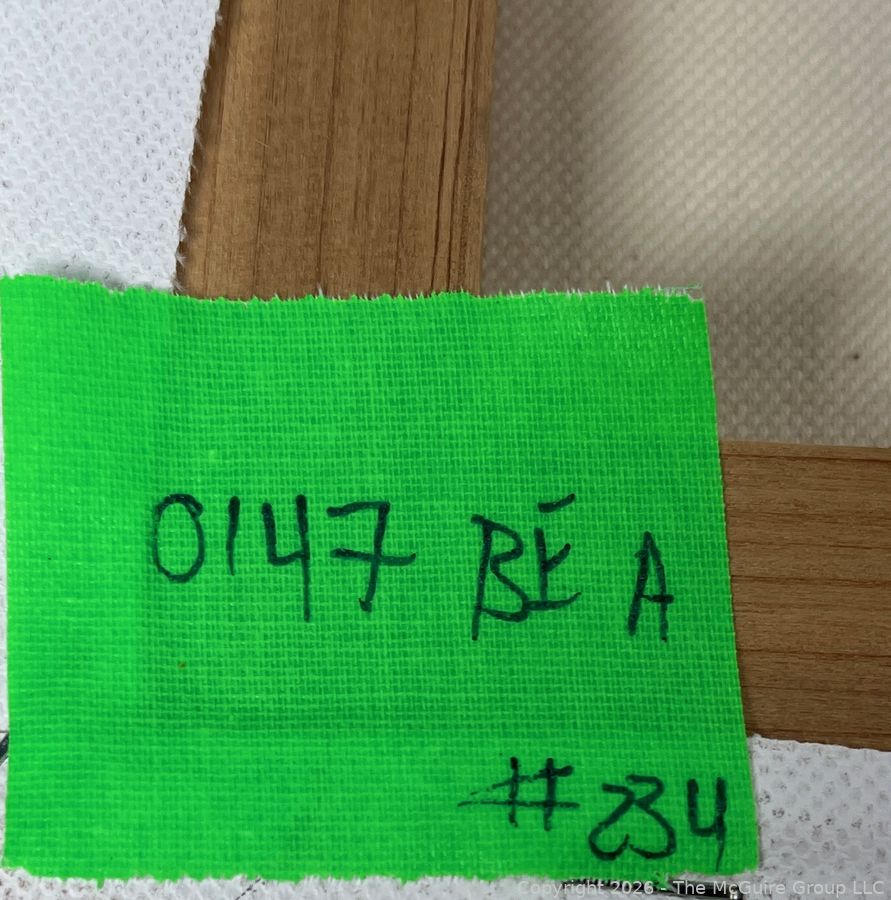 0147 BE A
#234
Copyright 2026 - The McGuire Group LLC